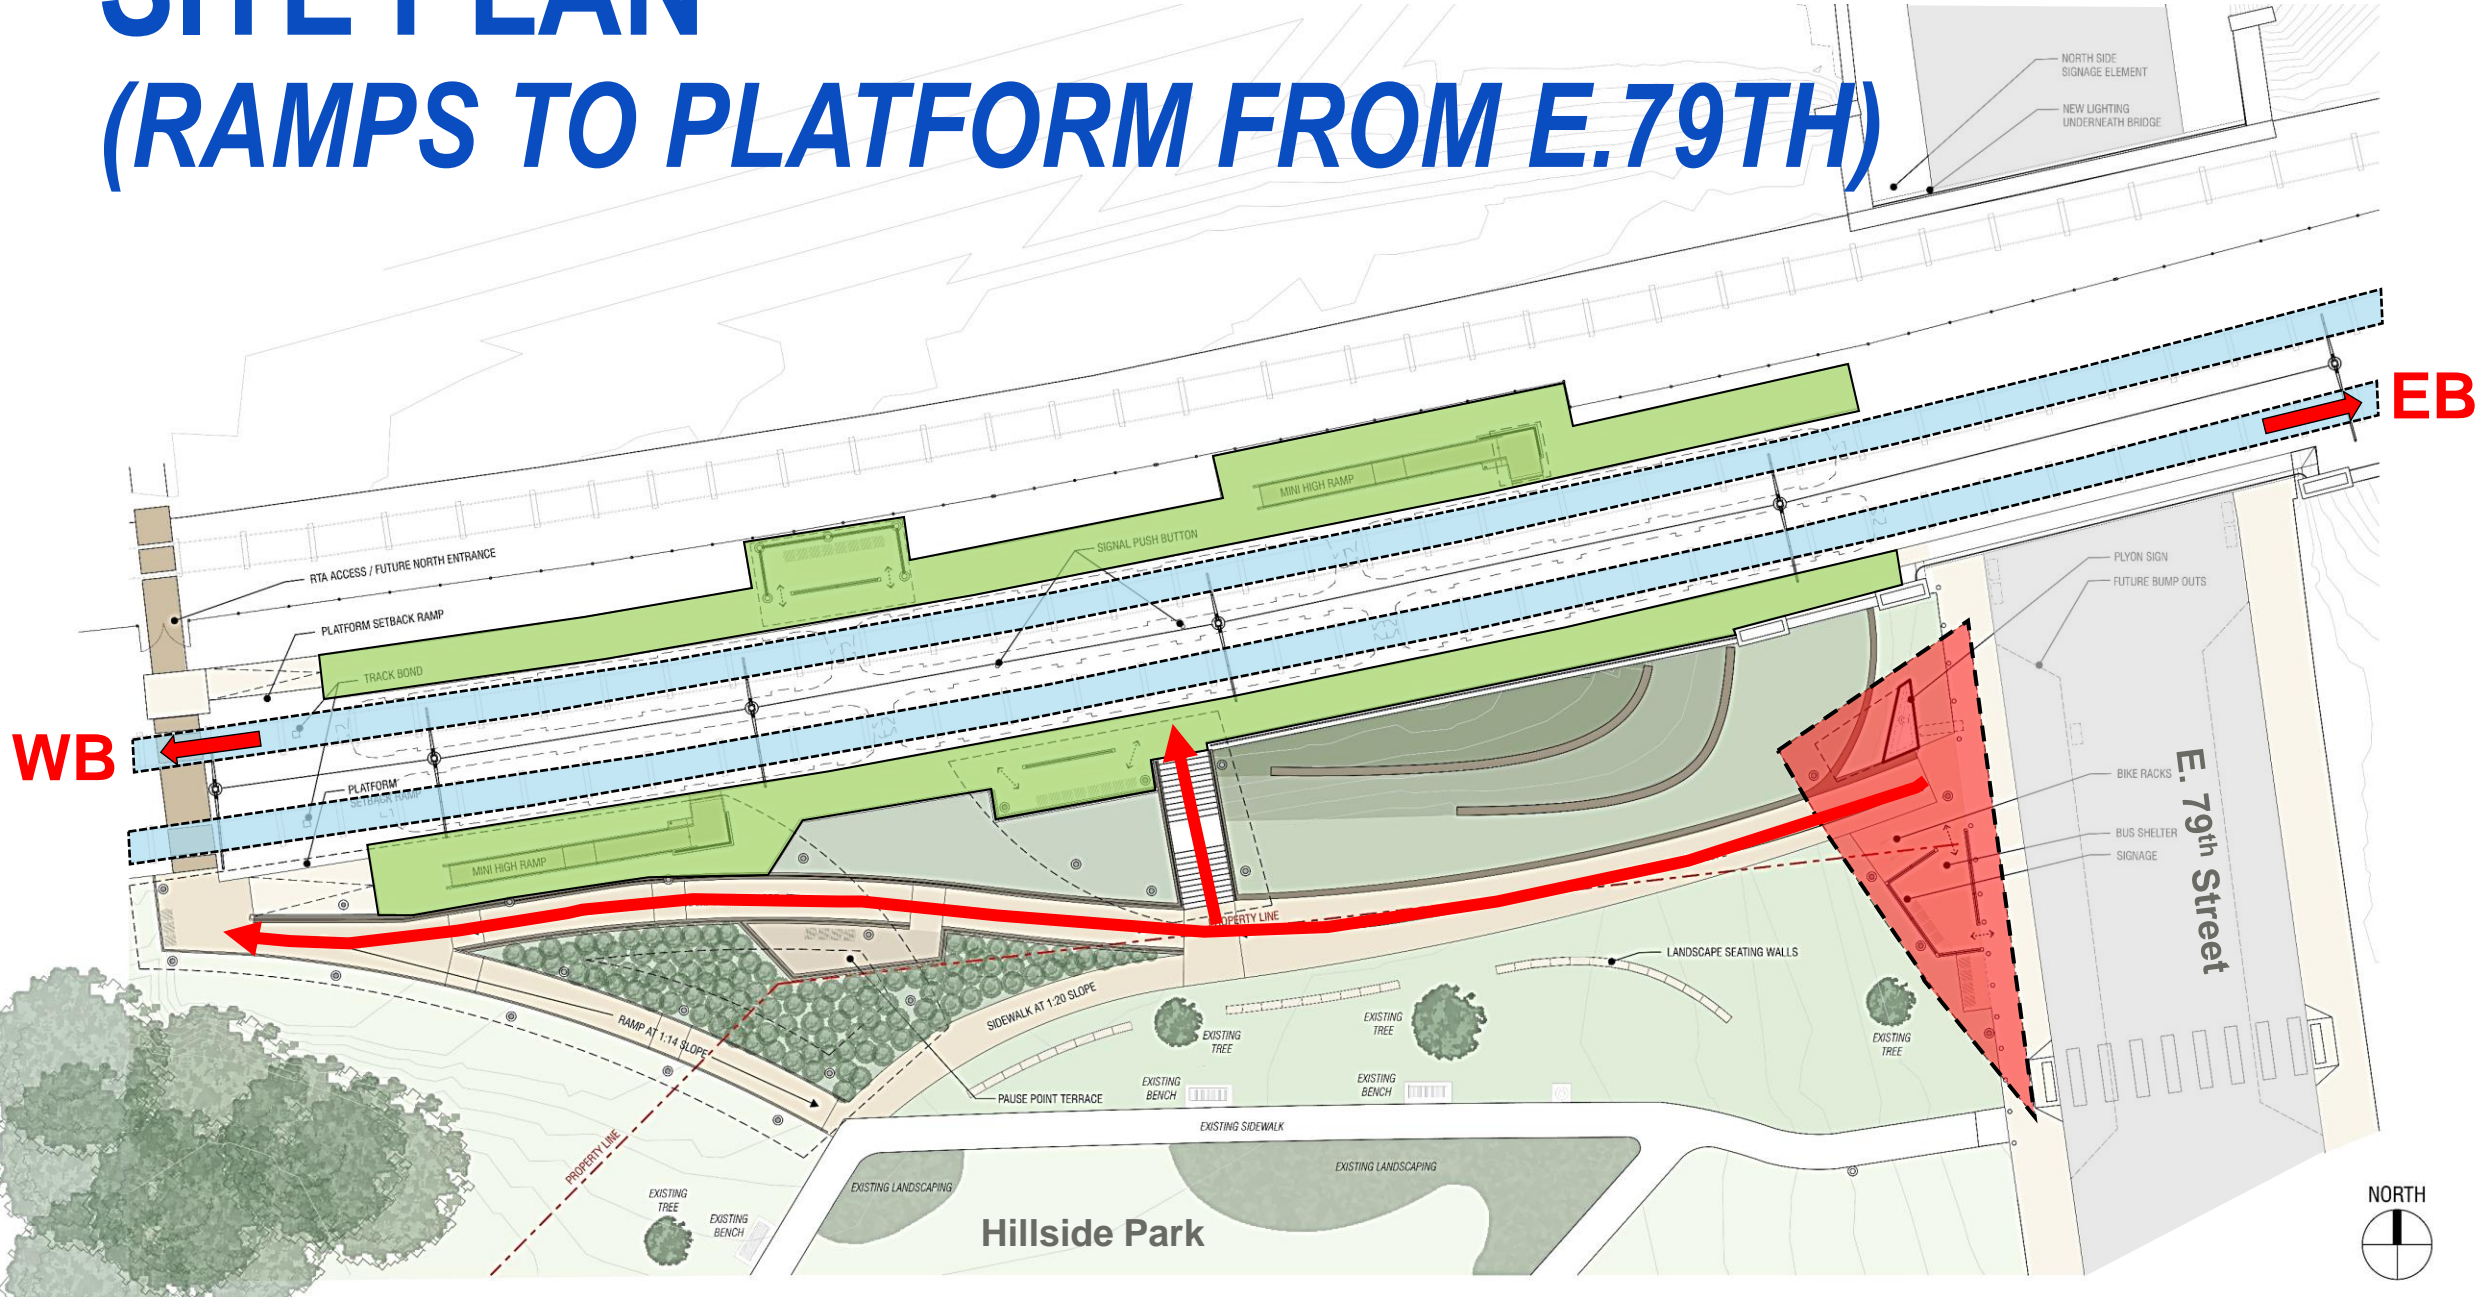 SITE PLAN
(RAMPS TO PLATFORM FROM E.79TH)
NORTH SIDE
SIGNAGE ELEMENT
NEW LIGHTING
UNDERNEATH BRIDGE
EB
MINI HIGH RAMP
SIGNAL PUSH BUTTON
RTA ACCESS / FUTURE NORTH ENTRANCE
PLATFORM SETBACK RAMP
TRACK BOND
WB
PLATFORM
SETBACK RAMP
MINI HIGH RAMP
PLYON SIGN
FUTURE BUMP OUTS
BIKE RACKS
BUS SHELTER
SIGNAGE
E. 79th Street
PROPERTY LINE
LANDSCAPE SEATING WALLS
SIDEWALK AT 1:20 SLOPE
RAMP AT 1:14 SLOPE
EXISTING
TREE
EXISTING
TREE
EXISTING
TREE
EXISTING
BENCH
EXISTING
BENCH
PAUSE POINT TERRACE
EXISTING SIDEWALK
PROPERTY LINE
EXISTING LANDSCAPING
EXISTING LANDSCAPING
EXISTING
TREE
EXISTING
BENCH
Hillside Park
NORTH